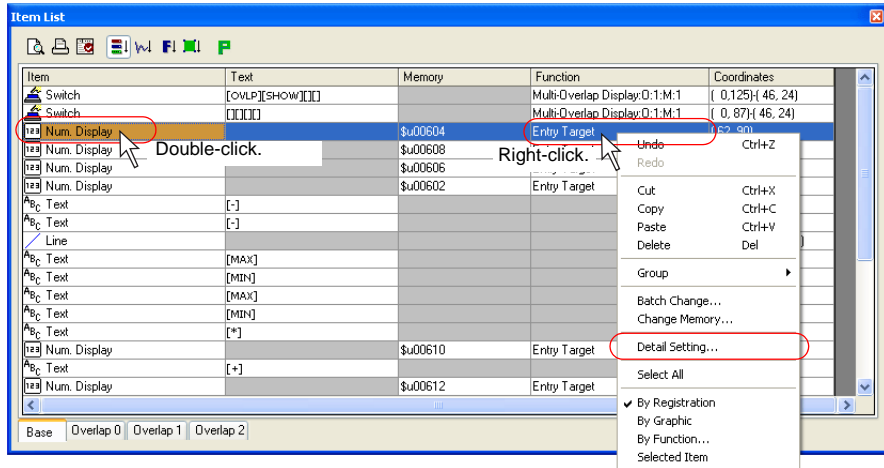 Item List
Item Text Memory Function Coordinates
Switch [OVLP][SHOW][][] Multi-Overlap Display:0:1:M:1 ( 0,125)-( 46, 24)
Switch [][][][] Multi-Overlap Display:0:1:M:1 ( 0, 87)-( 46, 24)
Num. Display $u00604 Entry Target
Num. Display $u00608
Num. Display $u00606
Num. Display $u00602 Entry Target
Text [-]
Text [-]
Line
Text [MAX]
Text [MIN]
Text [MAX]
Text [MIN]
Text [*]
Num. Display $u00610 Entry Target
Text [+]
Num. Display $u00612 Entry Target
Double-click.
Right-click.
Undo Ctrl+Z
Redo
Cut Ctrl+X
Copy Ctrl+C
Paste Ctrl+V
Delete Del
Group
Batch Change...
Change Memory...
Detail Setting...
Select All
By Registration
By Graphic
By Function...
Selected Item
Base Overlap 0 Overlap 1 Overlap 2